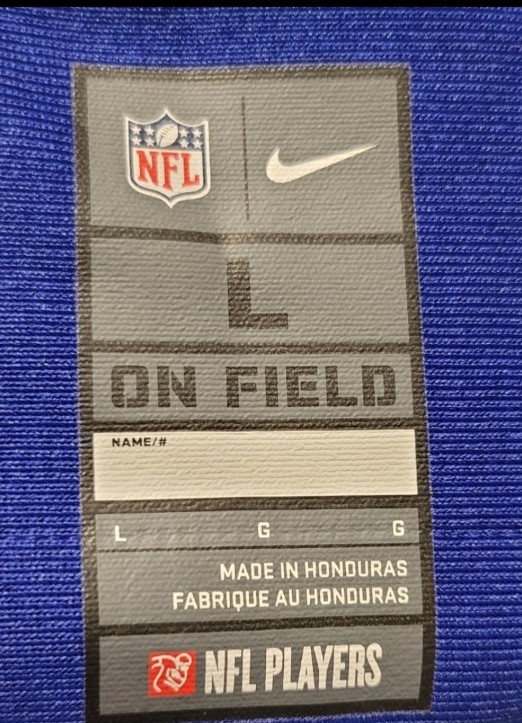 NFL
L
ON FIELD
NAME/#
L G G
MADE IN HONDURAS
FABRIQUE AU HONDURAS
NFL PLAYERS